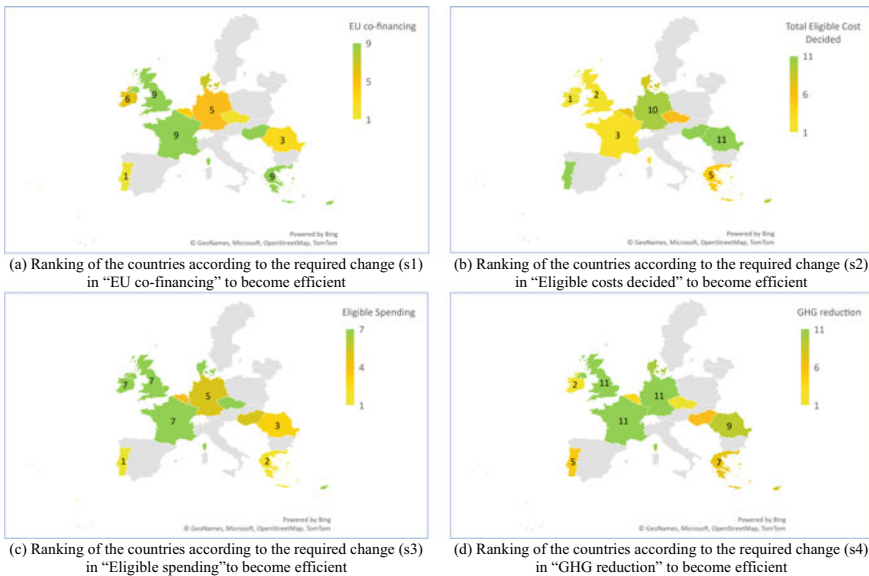 EU co-financing
9
5
1
6
9
5
9
3
1
9
Powered by Bing
© GeoNames, Microsoft, OpenStreetMap, TomTom
(a) Ranking of the countries according to the required change (s1)
in “EU co-financing” to become efficient
Total Eligible Cost
Decided
11
6
1
1
2
10
3
11
5
Powered by Bing
© GeoNames, Microsoft, OpenStreetMap, TomTom
(b) Ranking of the countries according to the required change (s2)
in “Eligible costs decided” to become efficient
Eligible Spending
7
4
1
7
7
5
7
3
1
2
Powered by Bing
© GeoNames, Microsoft, OpenStreetMap, TomTom
(c) Ranking of the countries according to the required change (s3)
in “Eligible spending”to become efficient
GHG reduction
11
6
1
2
11
11
11
9
5
7
Powered by Bing
© GeoNames, Microsoft, OpenStreetMap, TomTom
(d) Ranking of the countries according to the required change (s4)
in “GHG reduction” to become efficient